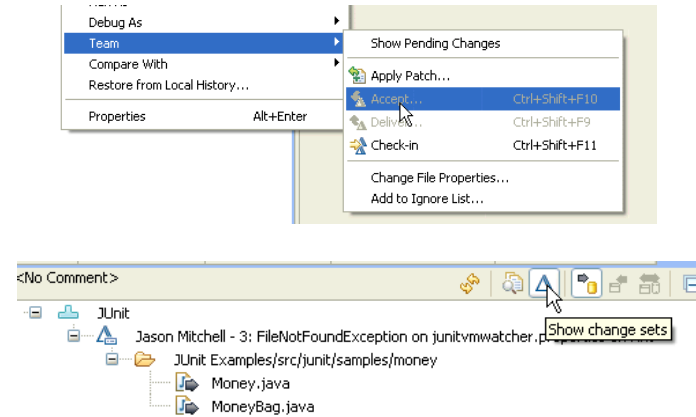 Debug As
Team
Compare With
Restore from Local History...
Properties Alt+Enter
Show Pending Changes
Apply Patch...
Accept... Ctrl+Shift+F10
Deliver... Ctrl+Shift+F9
Check-in Ctrl+Shift+F11
Change File Properties...
Add to Ignore List...
<No Comment>
JUnit
Show change sets
Jason Mitchell - 3: FileNotFoundException on junitvmwatcher.
JUnit Examples/src/junit/samples/money
Money.java
MoneyBag.java